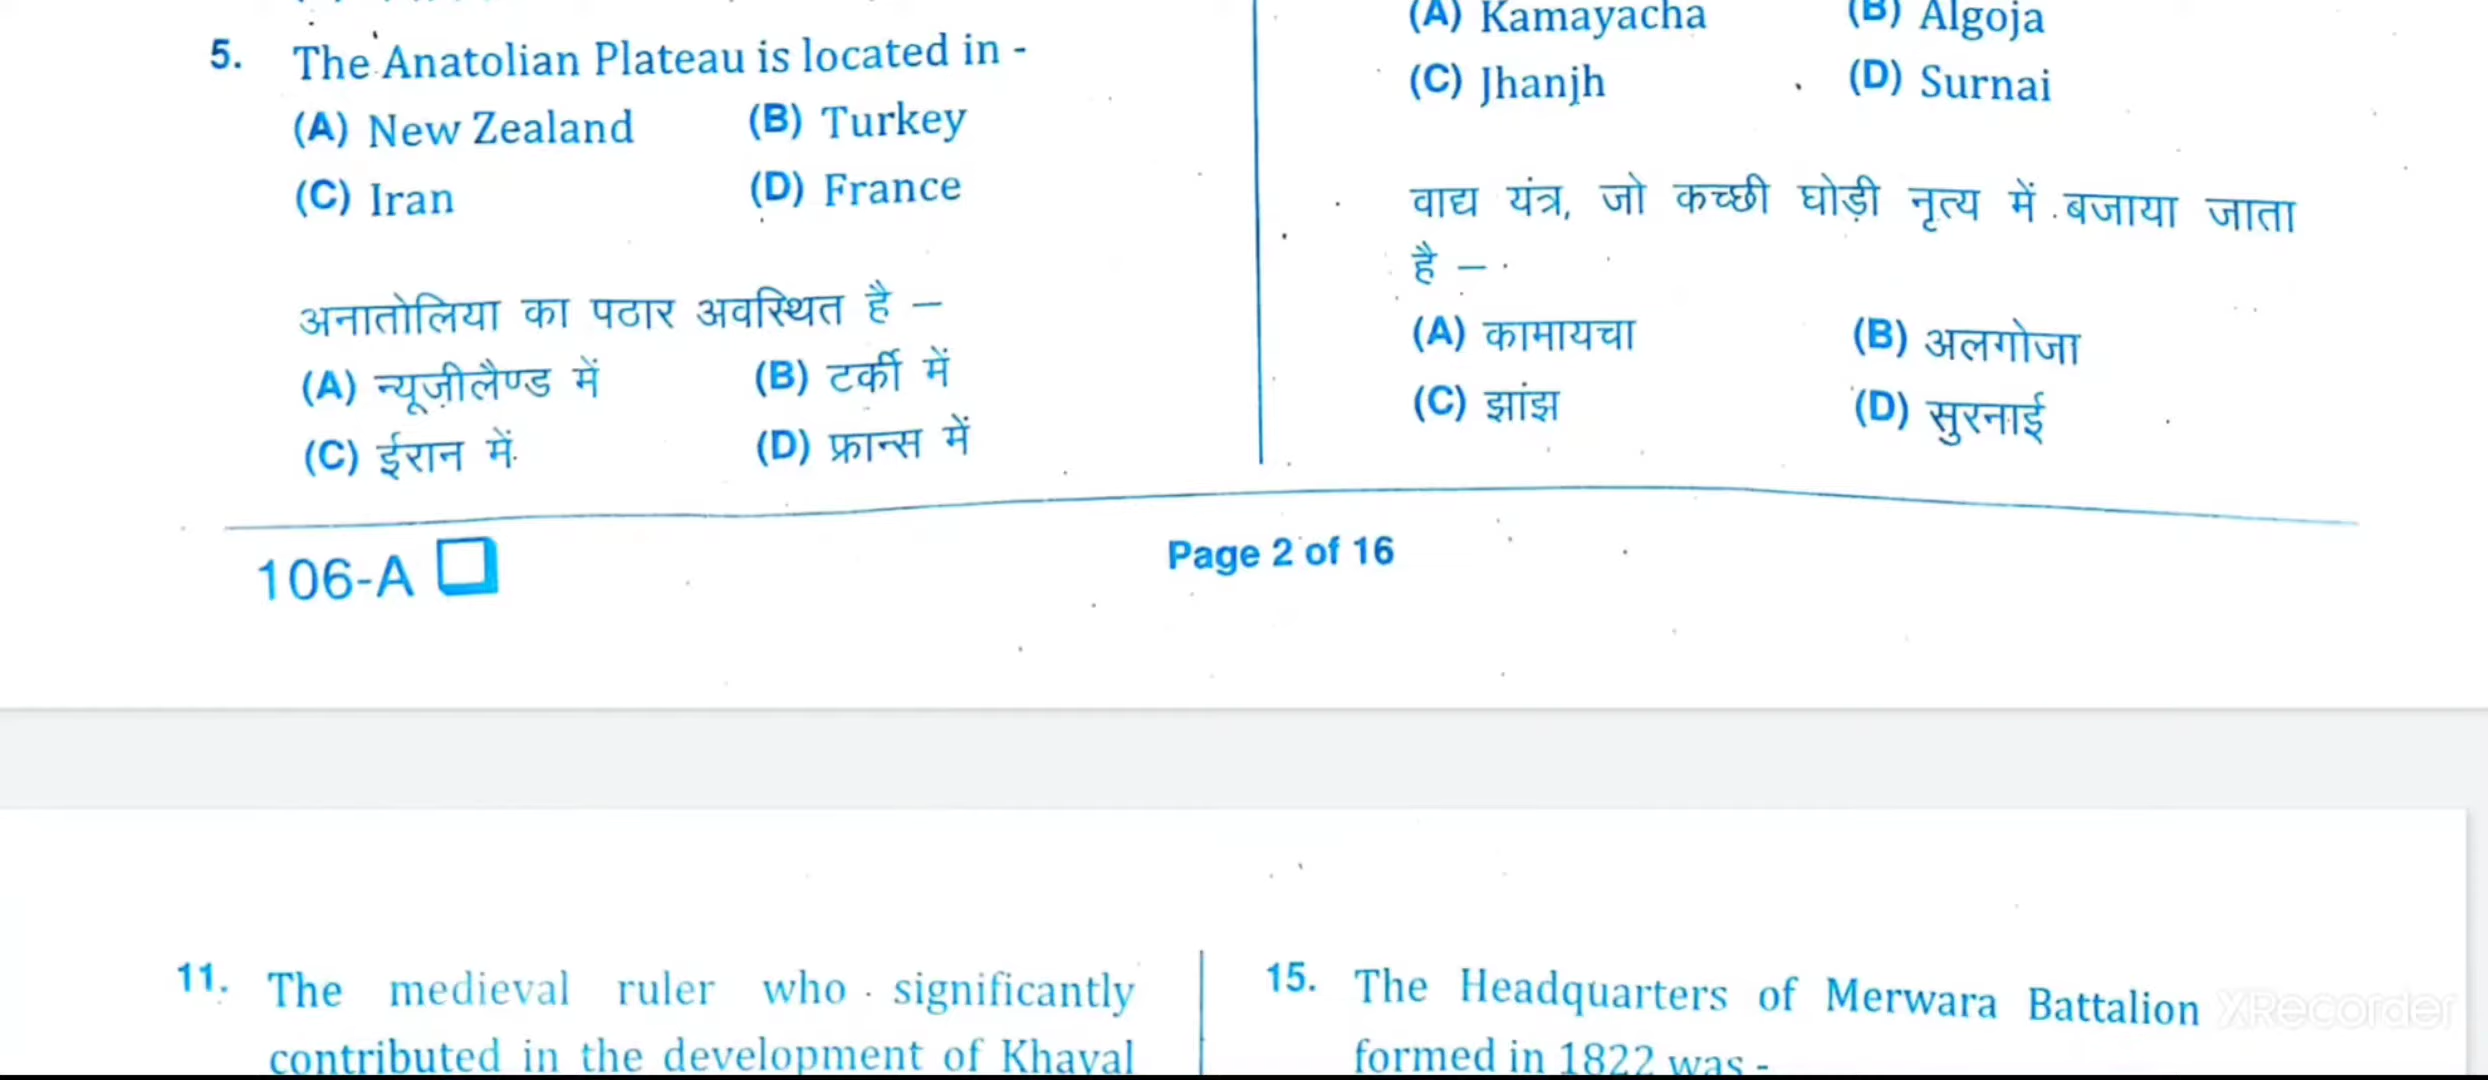 5. The Anatolian Plateau is located in -
(A) New Zealand (B) Turkey
(C) Iran (D) France
अनातोलिया का पठार अवस्थित है –
(A) न्यूज़ीलैण्ड में (B) टर्की में
(C) ईरान में (D) फ्रान्स में
(A) Kamayacha (B) Algoja
(C) Jhanjh (D) Surnai
वाद्य यंत्र, जो कच्छी घोड़ी नृत्य में बजाया जाता
है –
(A) कामायचा (B) अलगोजा
(C) झांझ (D) सुरनाई
106-A
Page 2 of 16
11. The medieval ruler who significantly
contributed in the development of Khayal
15. The Headquarters of Merwara Battalion
formed in 1822 was -
XRecorder